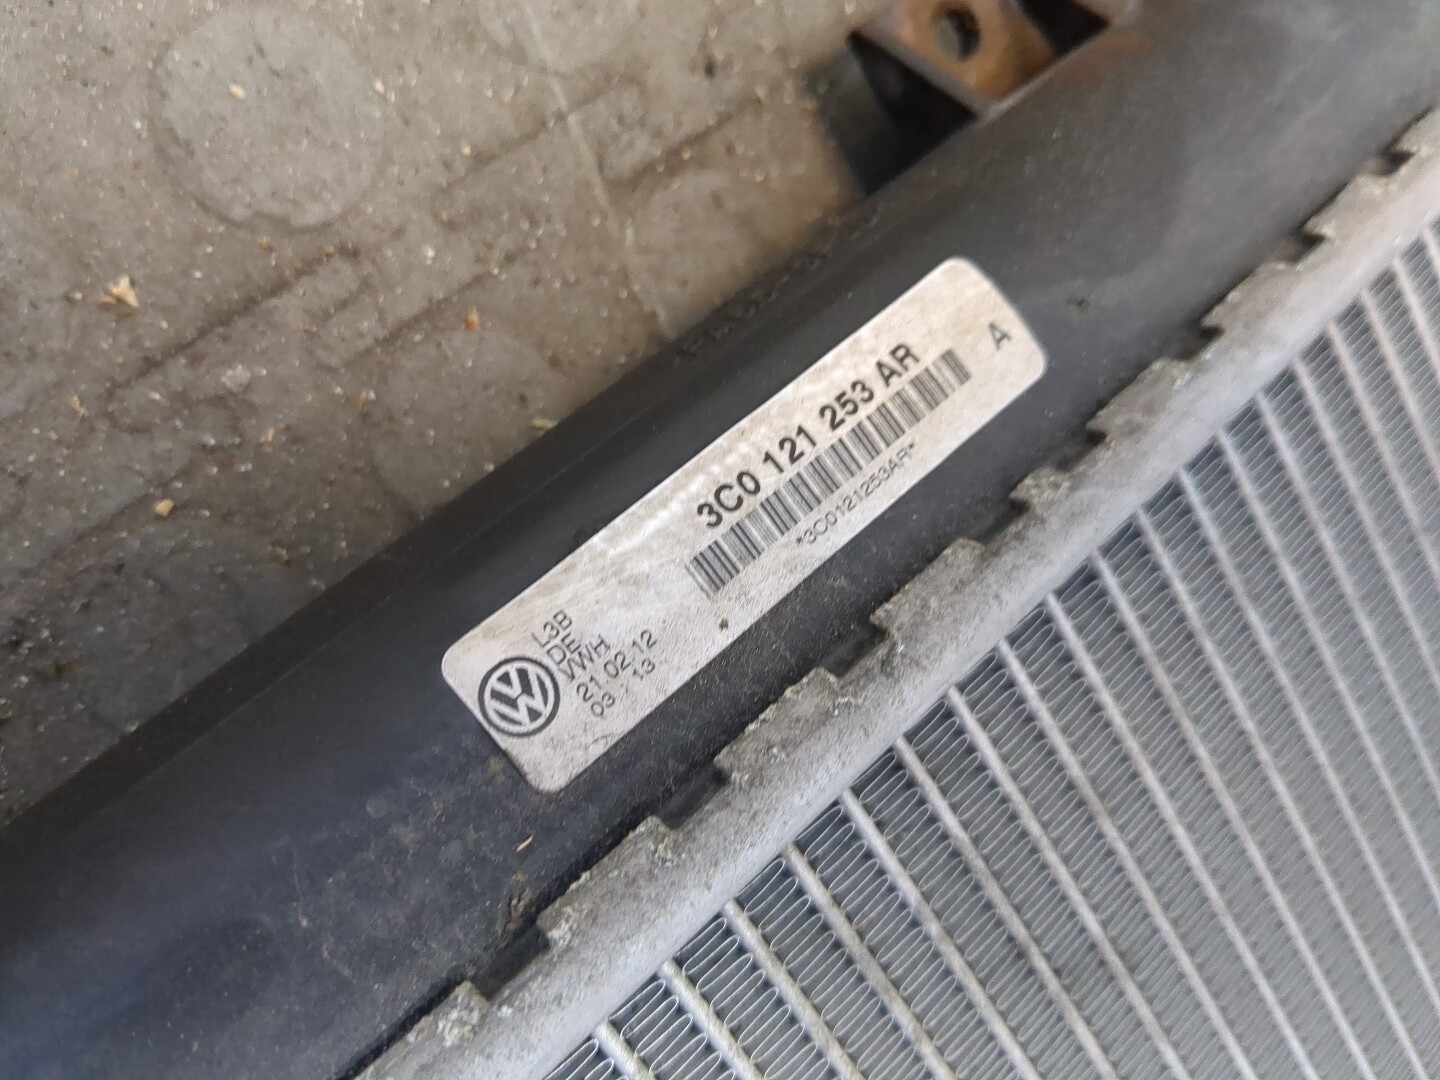 3C0 121 253 AR
A
*3C0121253AR*
L3B
DE
VWH
21 02 12
03 13